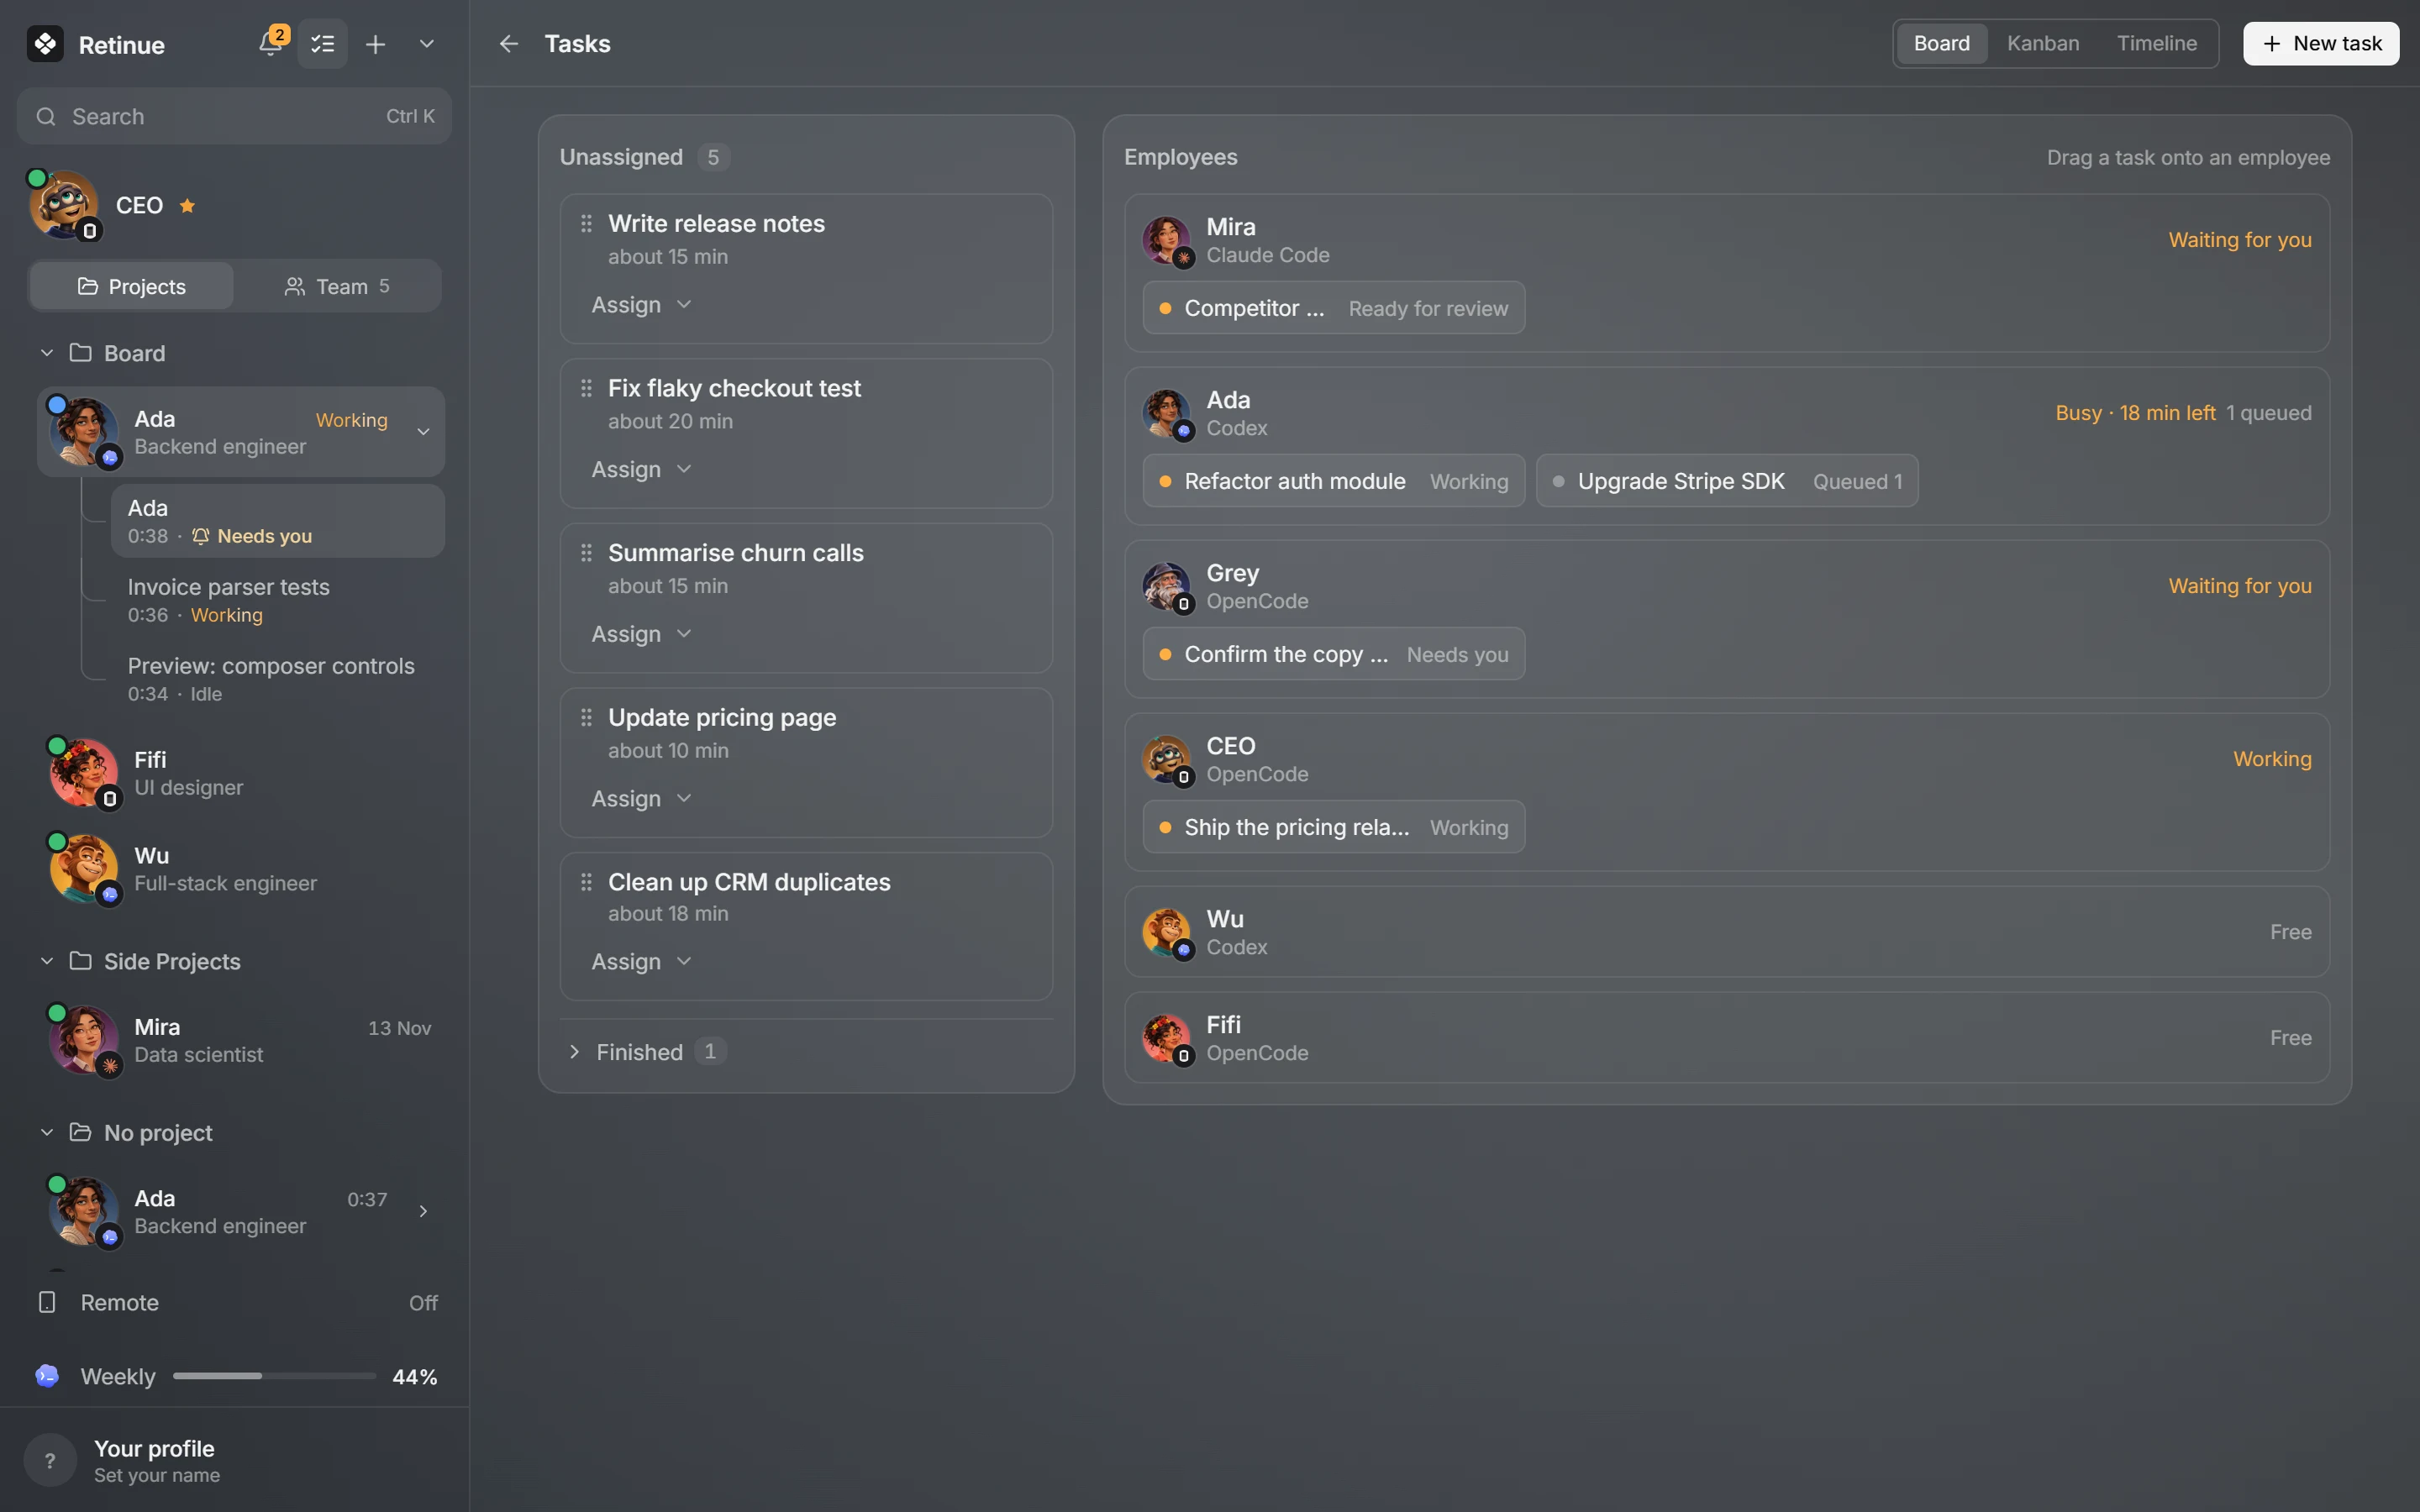 Retinue
2
Search
Ctrl K
CEO
Projects
Team 5
Board
Ada
Working
Backend engineer
Ada
0:38 · Needs you
Invoice parser tests
0:36 · Working
Preview: composer controls
0:34 · Idle
Fifi
UI designer
Wu
Full-stack engineer
Side Projects
Mira
13 Nov
Data scientist
No project
Ada
0:37
Backend engineer
Remote
Off
Weekly
44%
?
Your profile
Set your name
Tasks
Board
Kanban
Timeline
New task
Unassigned 5
Write release notes
about 15 min
Assign
Fix flaky checkout test
about 20 min
Assign
Summarise churn calls
about 15 min
Assign
Update pricing page
about 10 min
Assign
Clean up CRM duplicates
about 18 min
Assign
Finished 1
Employees
Drag a task onto an employee
Mira
Claude Code
Waiting for you
Competitor ...
Ready for review
Ada
Codex
Busy · 18 min left 1 queued
Refactor auth module
Working
Upgrade Stripe SDK
Queued 1
Grey
OpenCode
Waiting for you
Confirm the copy ...
Needs you
CEO
OpenCode
Working
Ship the pricing rela...
Working
Wu
Codex
Free
Fifi
OpenCode
Free